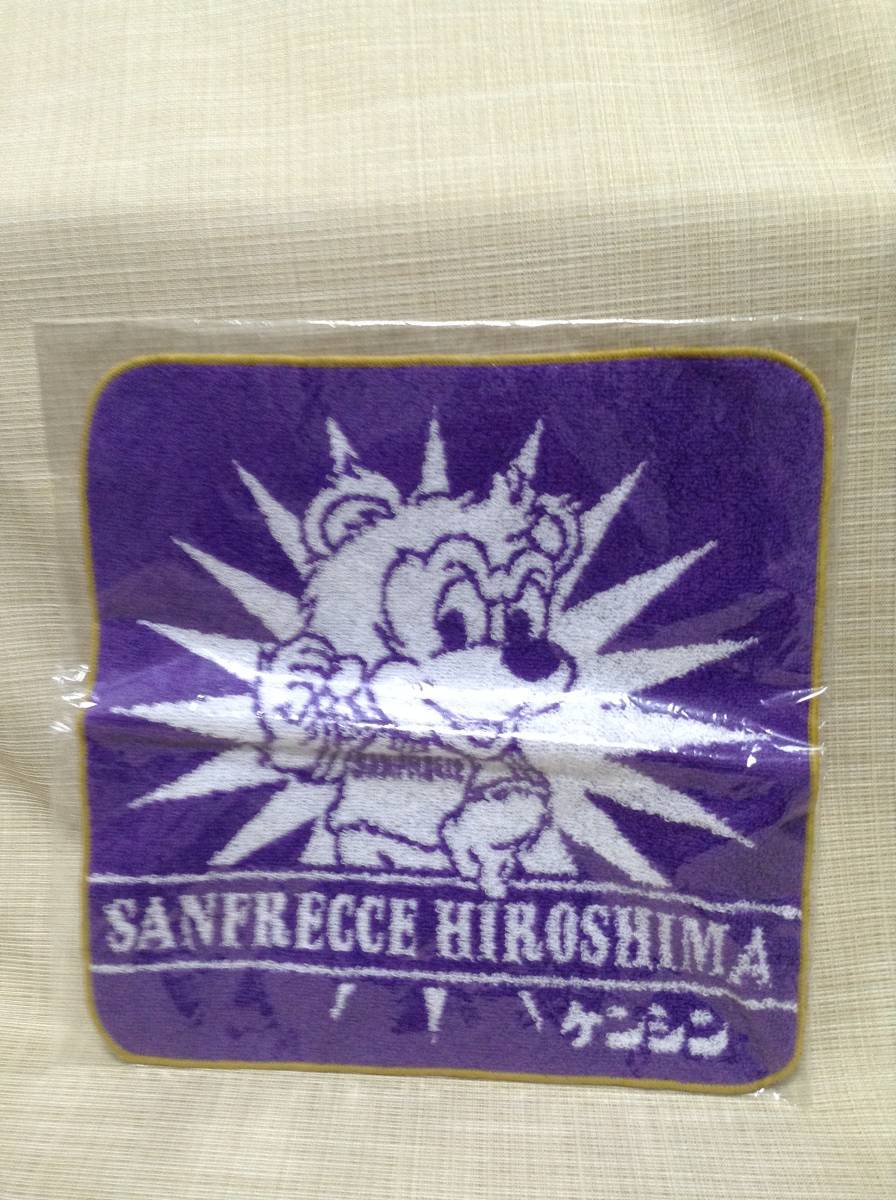 SANFRECCE HIROSHIMA
ケンシン